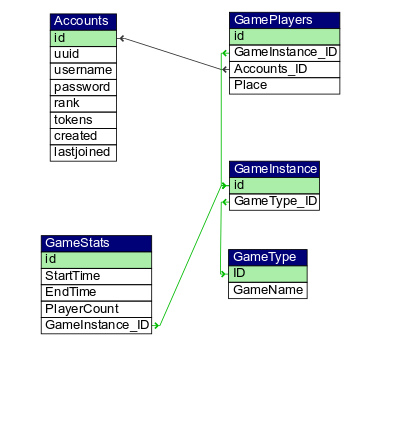 Accounts
id
uuid
username
password
rank
tokens
created
lastjoined
GamePlayers
id
GameInstance_ID
Accounts_ID
Place
GameInstance
id
GameType_ID
GameStats
id
StartTime
EndTime
PlayerCount
GameInstance_ID
GameType
ID
GameName